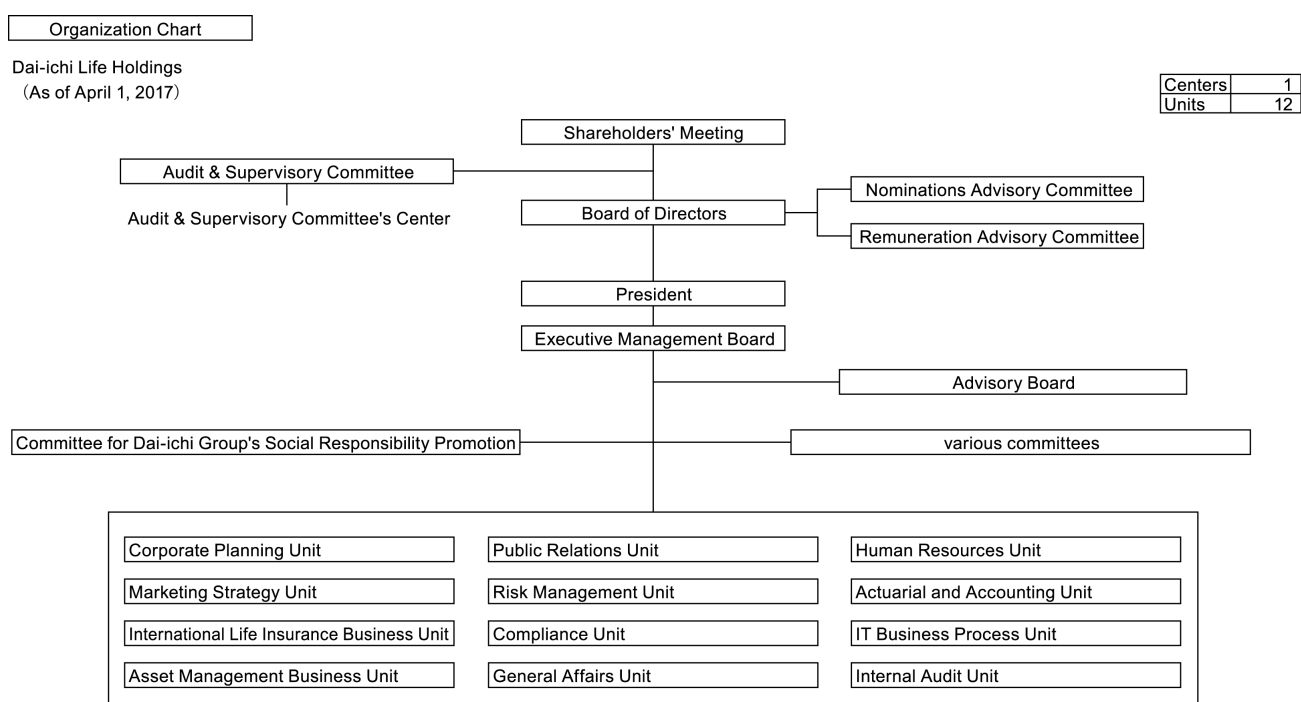 Organization Chart
Dai-ichi Life Holdings
（As of April 1, 2017）
Centers 1
Units 12
Shareholders' Meeting
Audit & Supervisory Committee
Nominations Advisory Committee
Audit & Supervisory Committee's Center
Board of Directors
Remuneration Advisory Committee
President
Executive Management Board
Advisory Board
Committee for Dai-ichi Group's Social Responsibility Promotion
various committees
Corporate Planning Unit
Public Relations Unit
Human Resources Unit
Marketing Strategy Unit
Risk Management Unit
Actuarial and Accounting Unit
International Life Insurance Business Unit
Compliance Unit
IT Business Process Unit
Asset Management Business Unit
General Affairs Unit
Internal Audit Unit